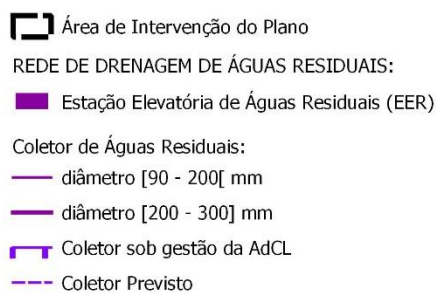 Área de Intervenção do Plano
REDE DE DRENAGEM DE ÁGUAS RESIDUAIS:
Estação Elevatória de Águas Residuais (EER)
Coletor de Águas Residuais:
diâmetro [90 - 200[ mm
diâmetro [200 - 300] mm
Coletor sob gestão da AdCL
Coletor Previsto